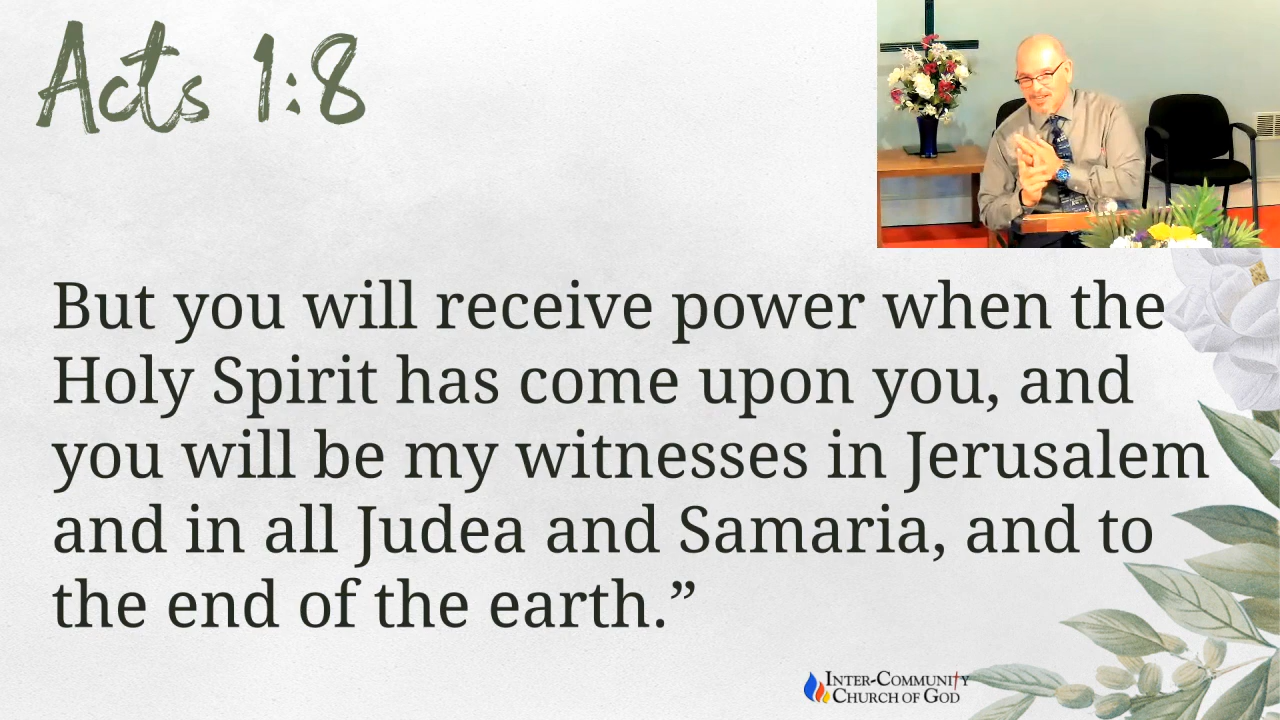 Acts 1:8
But you will receive power when the
Holy Spirit has come upon you, and
you will be my witnesses in Jerusalem
and in all Judea and Samaria, and to
the end of the earth.”
Inter-Community
Church of God